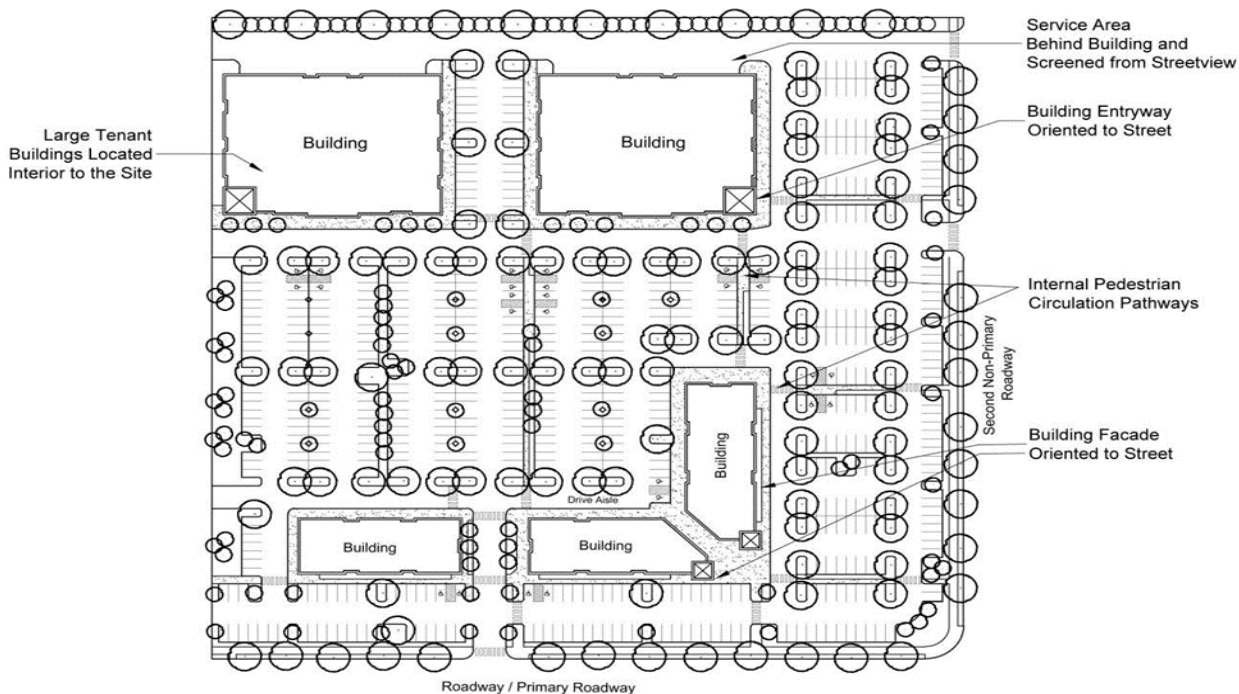 Service Area
Behind Building and
Screened from Streetview
Building Entryway
Oriented to Street
Large Tenant
Buildings Located
Interior to the Site
Building
Building
Internal Pedestrian
Circulation Pathways
Second Non-Primary
Roadway
Building Facade
Oriented to Street
Building
Drive Aisle
Building
Building
Roadway / Primary Roadway